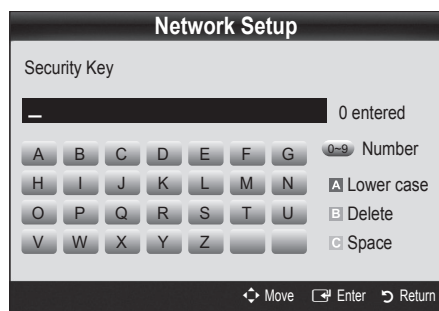 Network Setup
Security Key
_ 0 entered
A B C D E F G 0~9 Number
H I J K L M N A Lower case
O P Q R S T U B Delete
V W X Y Z C Space
Move Enter Return